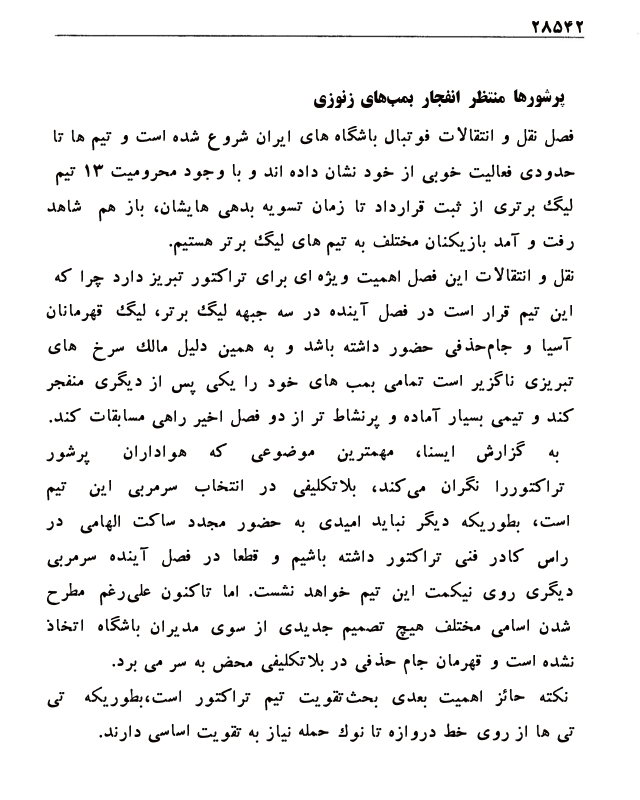 ۲۸۵۴۲
پرشورها منتظر انفجار بمب‌های زنوزی
فصل نقل و انتقالات فوتبال باشگاه های ایران شروع شده است و تیم ها تا
حدودی فعالیت خوبی از خود نشان داده اند و با وجود محرومیت ۱۳ تیم
لیگ برتری از ثبت قرارداد تا زمان تسویه بدهی هایشان، باز هم شاهد
رفت و آمد بازیکنان مختلف به تیم های لیگ برتر هستیم.
نقل و انتقالات این فصل اهمیت ویژه ای برای تراکتور تبریز دارد چرا که
این تیم قرار است در فصل آینده در سه جبهه لیگ برتر، لیگ قهرمانان
آسیا و جام‌حذفی حضور داشته باشد و به همین دلیل مالک سرخ های
تبریزی ناگزیر است تمامی بمب های خود را یکی پس از دیگری منفجر
کند و تیمی بسیار آماده و پرنشاط تر از دو فصل اخیر راهی مسابقات کند.
به گزارش ایسنا، مهمترین موضوعی که هواداران پرشور
تراکتوررا نگران می‌کند، بلاتکلیفی در انتخاب سرمربی این تیم
است، بطوریکه دیگر نباید امیدی به حضور مجدد ساکت الهامی در
راس کادر فنی تراکتور داشته باشیم و قطعا در فصل آینده سرمربی
دیگری روی نیمکت این تیم خواهد نشست. اما تاکنون علی‌رغم مطرح
شدن اسامی مختلف هیچ تصمیم جدیدی از سوی مدیران باشگاه اتخاذ
نشده است و قهرمان جام حذفی در بلاتکلیفی محض به سر می برد.
نکته حائز اهمیت بعدی بحث‌تقویت تیم تراکتور است،بطوریکه تی
تی ها از روی خط دروازه تا نوک حمله نیاز به تقویت اساسی دارند.